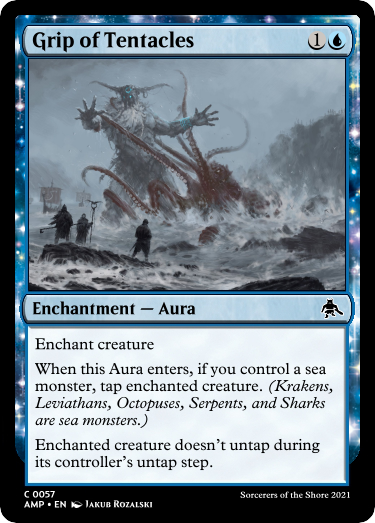 Grip of Tentacles 1
Enchantment — Aura
Enchant creature
When this Aura enters, if you control a sea
monster, tap enchanted creature. (Krakens,
Leviathans, Octopuses, Serpents, and Sharks
are sea monsters.)
Enchanted creature doesn't untap during
its controller's untap step.
C 0057
AMP • EN Jakub Rozalski
Sorcerers of the Shore 2021